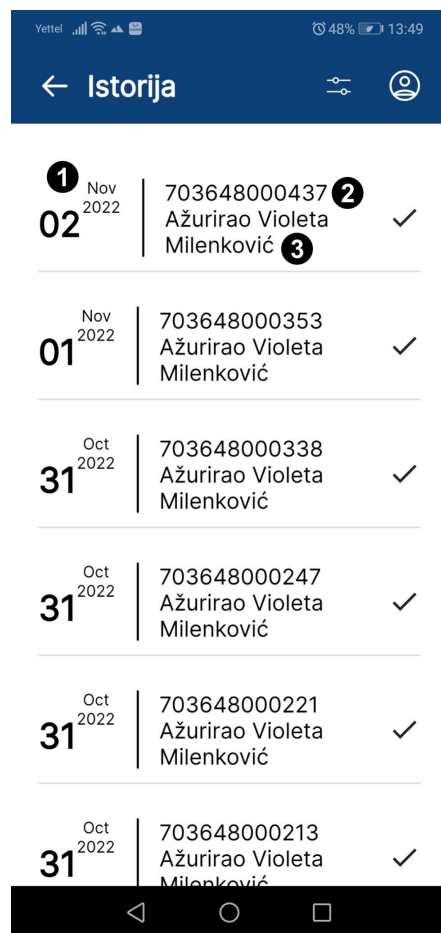 Yettel 48% 13:49
Istorija
1 Nov
02 2022
703648000437 2
Ažurirao Violeta
Milenković 3
Nov
01 2022
703648000353
Ažurirao Violeta
Milenković
Oct
31 2022
703648000338
Ažurirao Violeta
Milenković
Oct
31 2022
703648000247
Ažurirao Violeta
Milenković
Oct
31 2022
703648000221
Ažurirao Violeta
Milenković
Oct
31 2022
703648000213
Ažurirao Violeta
Milenković